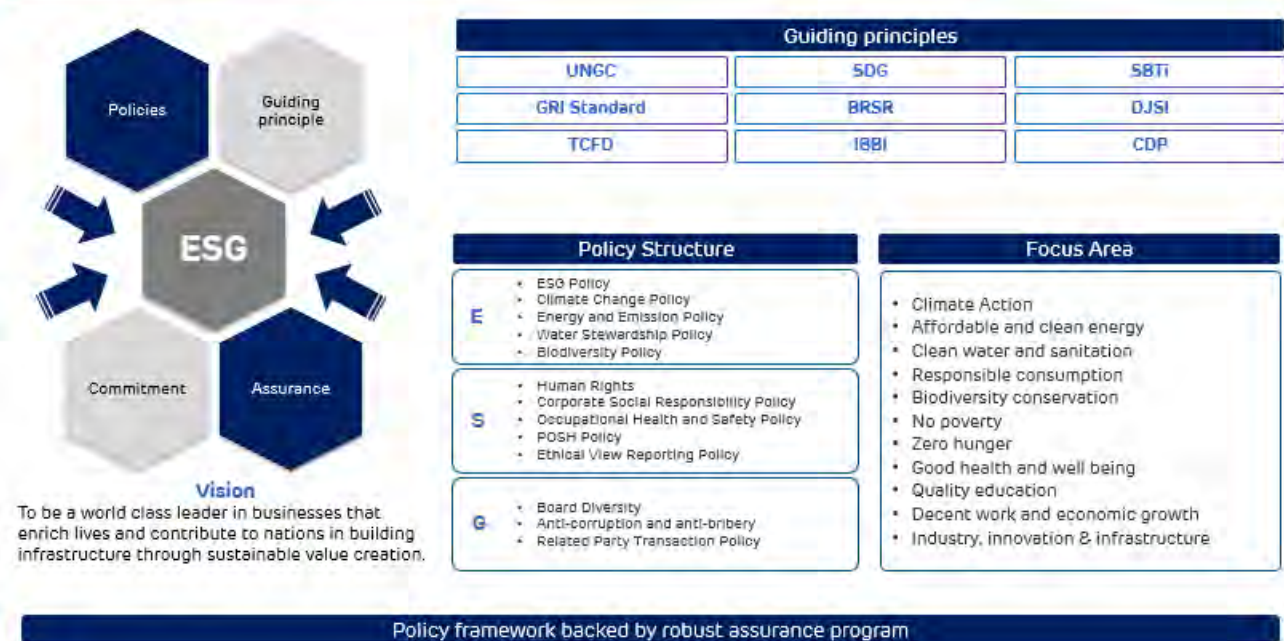 Policies
Guiding
principle
ESG
Commitment
Assurance
Vision
To be a world class leader in businesses that
enrich lives and contribute to nations in building
infrastructure through sustainable value creation.
Guiding principles
UNGC
SDG
SBTi
GRI Standard
BRSR
DJSI
TCFD
IBBI
CDP
Policy Structure
E
• ESG Policy
• Climate Change Policy
• Energy and Emission Policy
• Water Stewardship Policy
• Biodiversity Policy
S
• Human Rights
• Corporate Social Responsibility Policy
• Occupational Health and Safety Policy
• POSH Policy
• Ethical View Reporting Policy
G
• Board Diversity
• Anti-corruption and anti-bribery
• Related Party Transaction Policy
Focus Area
• Climate Action
• Affordable and clean energy
• Clean water and sanitation
• Responsible consumption
• Biodiversity conservation
• No poverty
• Zero hunger
• Good health and well being
• Quality education
• Decent work and economic growth
• Industry, innovation & infrastructure
Policy framework backed by robust assurance program